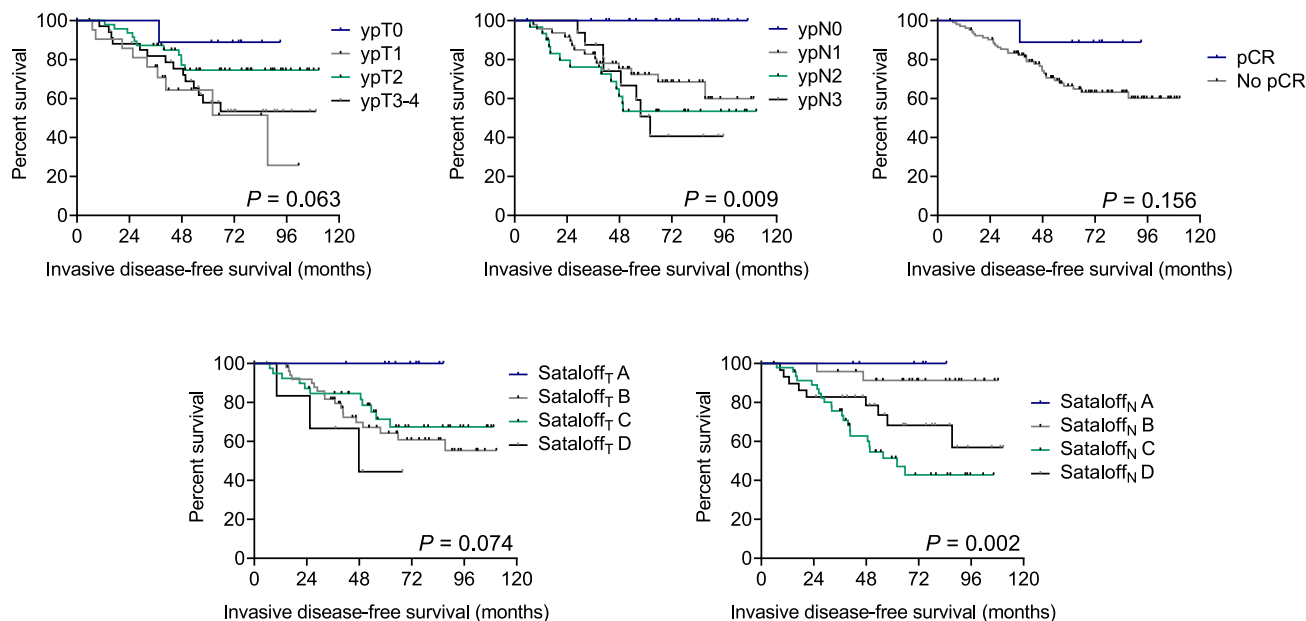 Percent survival
100
80
60
40
20
0
0 24 48 72 96 120
Invasive disease-free survival (months)
ypT0
ypT1
ypT2
ypT3-4
P = 0.063
Percent survival
100
80
60
40
20
0
0 24 48 72 96 120
Invasive disease-free survival (months)
ypN0
ypN1
ypN2
ypN3
P = 0.009
Percent survival
100
80
60
40
20
0
0 24 48 72 96 120
Invasive disease-free survival (months)
pCR
No pCR
P = 0.156
Percent survival
100
80
60
40
20
0
0 24 48 72 96 120
Invasive disease-free survival (months)
SataloffT A
SataloffT B
SataloffT C
SataloffT D
P = 0.074
Percent survival
100
80
60
40
20
0
0 24 48 72 96 120
Invasive disease-free survival (months)
SataloffN A
SataloffN B
SataloffN C
SataloffN D
P = 0.002